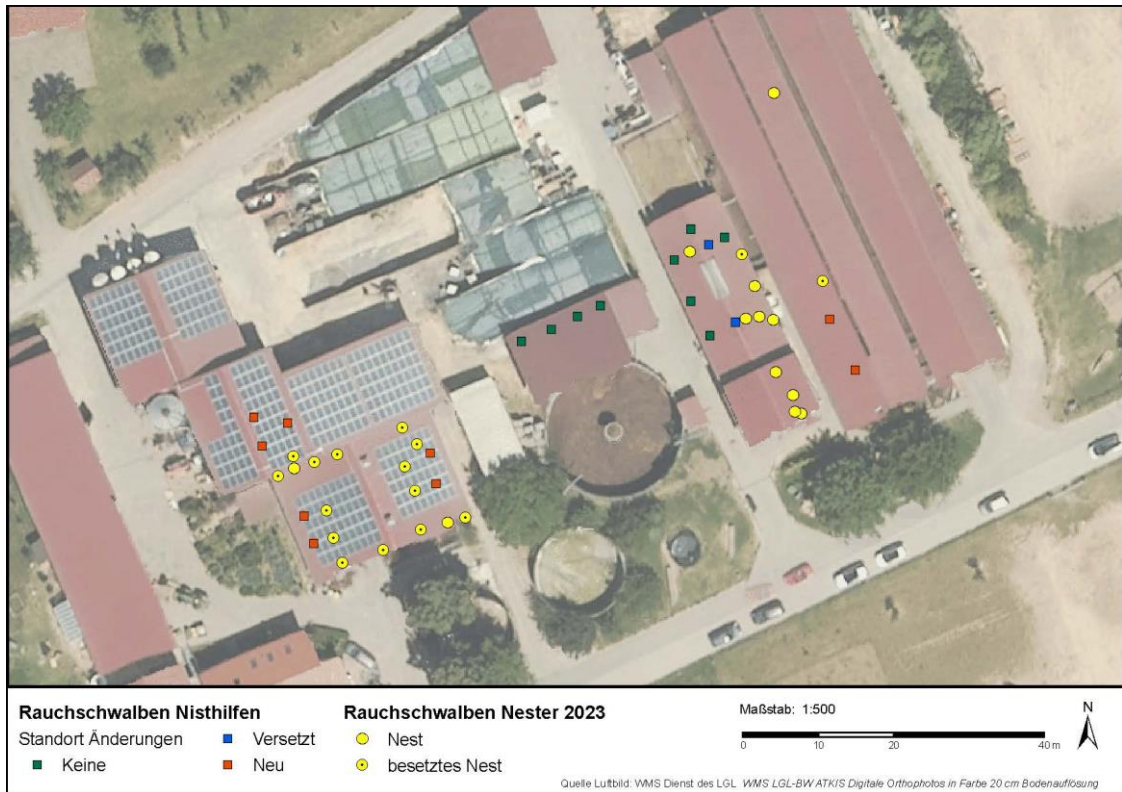 Rauchschwalben Nisthilfen
Standort Änderungen
Keine
Versetzt
Neu
Rauchschwalben Nester 2023
Nest
besetztes Nest
Maßstab: 1:500
0 10 20 40 m
N
Quelle Luftbild: WMS Dienst des LGL WMS LGL-BW ATKIS Digitale Orthophotos in Farbe 20 cm Bodenauflösung